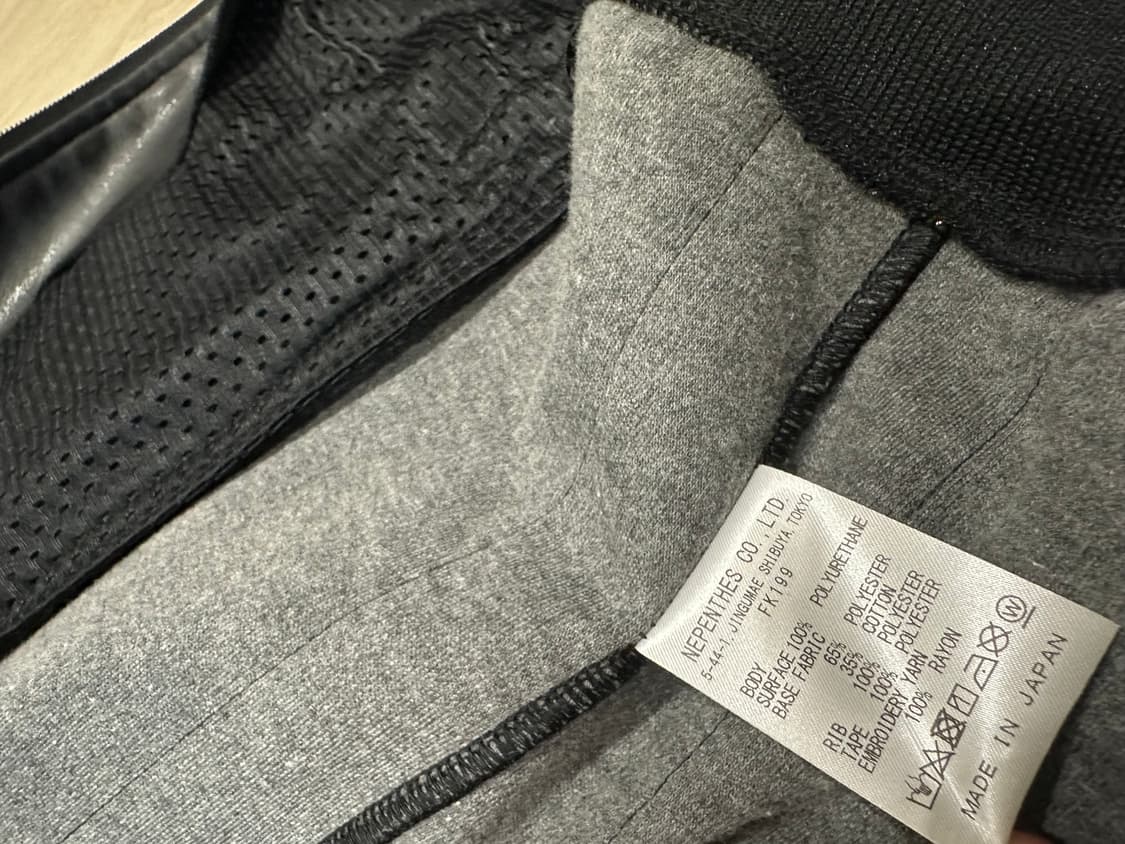 NEPENTHES CO., LTD.
5-44-1, JINGUMAE SHIBUYA, TOKYO
FK199
BODY
SURFACE 100% POLYURETHANE
BASE FABRIC
65% POLYESTER
35% COTTON
RIB 100% POLYESTER
TAPE 100% POLYESTER
EMBROIDERY YARN
100% RAYON
W
MADE IN JAPAN